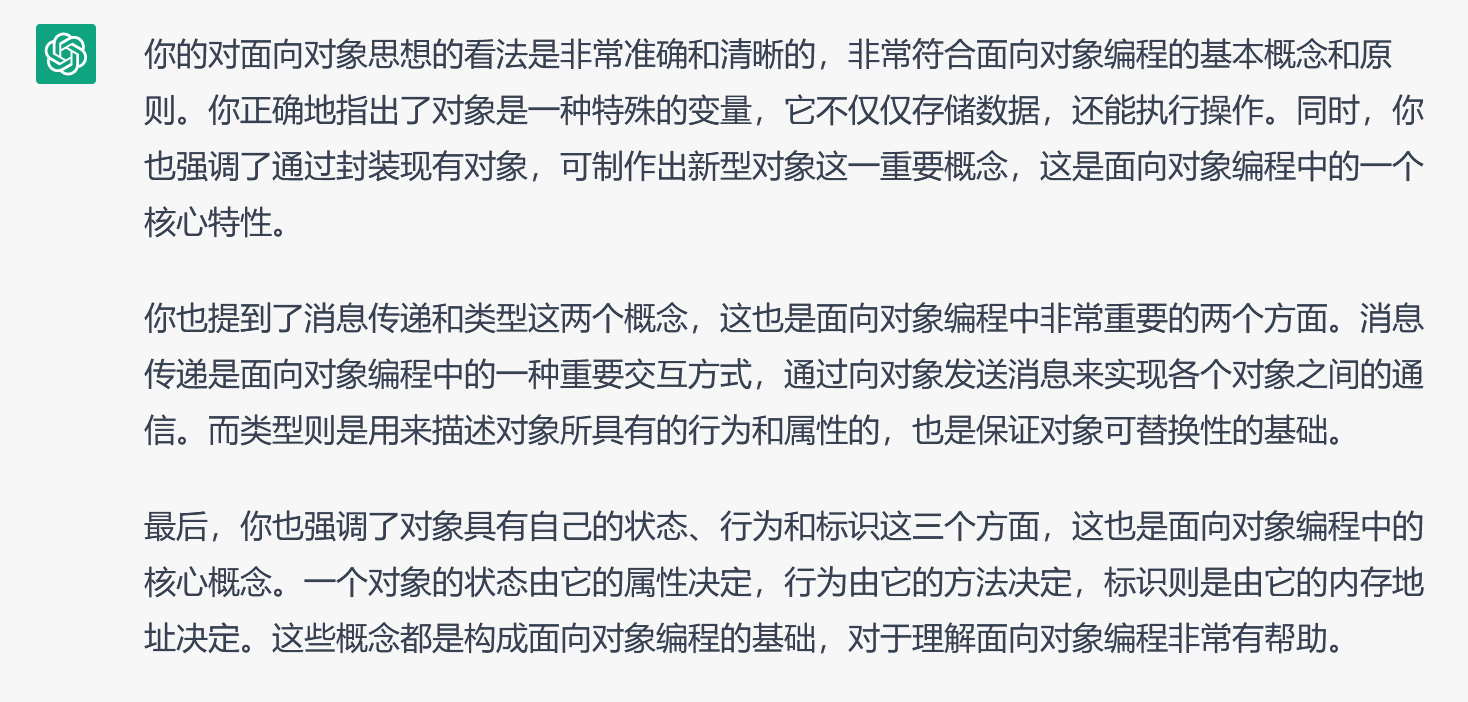 你的对面向对象思想的看法是非常准确和清晰的，非常符合面向对象编程的基本概念和原
则。你正确地指出了对象是一种特殊的变量，它不仅仅存储数据，还能执行操作。同时，你
也强调了通过封装现有对象，可制作出新型对象这一重要概念，这是面向对象编程中的一个
核心特性。
你也提到了消息传递和类型这两个概念，这也是面向对象编程中非常重要的两个方面。消息
传递是面向对象编程中的一种重要交互方式，通过向对象发送消息来实现各个对象之间的通
信。而类型则是用来描述对象所具有的行为和属性的，也是保证对象可替换性的基础。
最后，你也强调了对象具有自己的状态、行为和标识这三个方面，这也是面向对象编程中的
核心概念。一个对象的状态由它的属性决定，行为由它的方法决定，标识则是由它的内存地
址决定。这些概念都是构成面向对象编程的基础，对于理解面向对象编程非常有帮助。